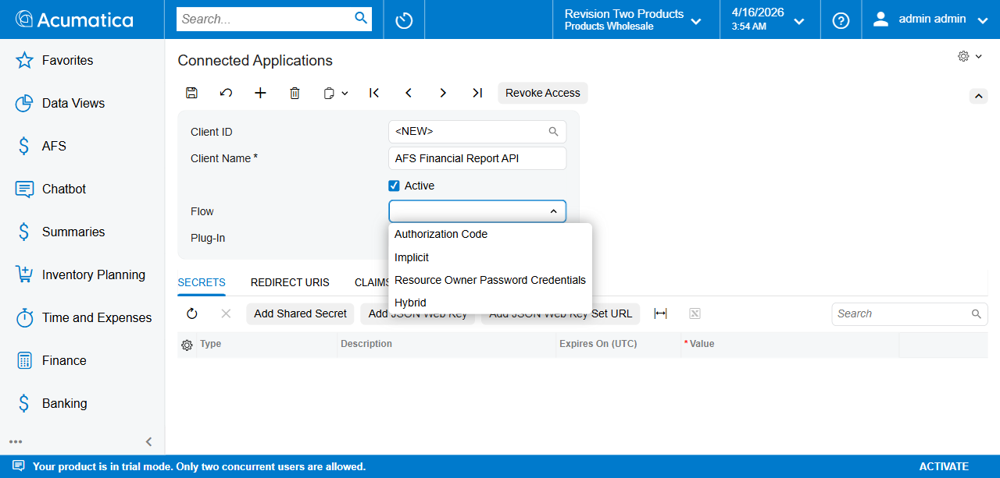 Acumatica
Search...
Revision Two Products
Products Wholesale
4/16/2026
3:54 AM
admin admin
Favorites
Data Views
AFS
Chatbot
Summaries
Inventory Planning
Time and Expenses
Finance
Banking
Connected Applications
Revoke Access
Client ID
<NEW>
Client Name *
AFS Financial Report API
Active
Flow
Authorization Code
Implicit
Resource Owner Password Credentials
Hybrid
Plug-In
SECRETS REDIRECT URIS CLAIMS
Add Shared Secret Add JSON Web Key Add JSON Web Key Set URL
Search
Type Description Expires On (UTC) * Value
Your product is in trial mode. Only two concurrent users are allowed.
ACTIVATE